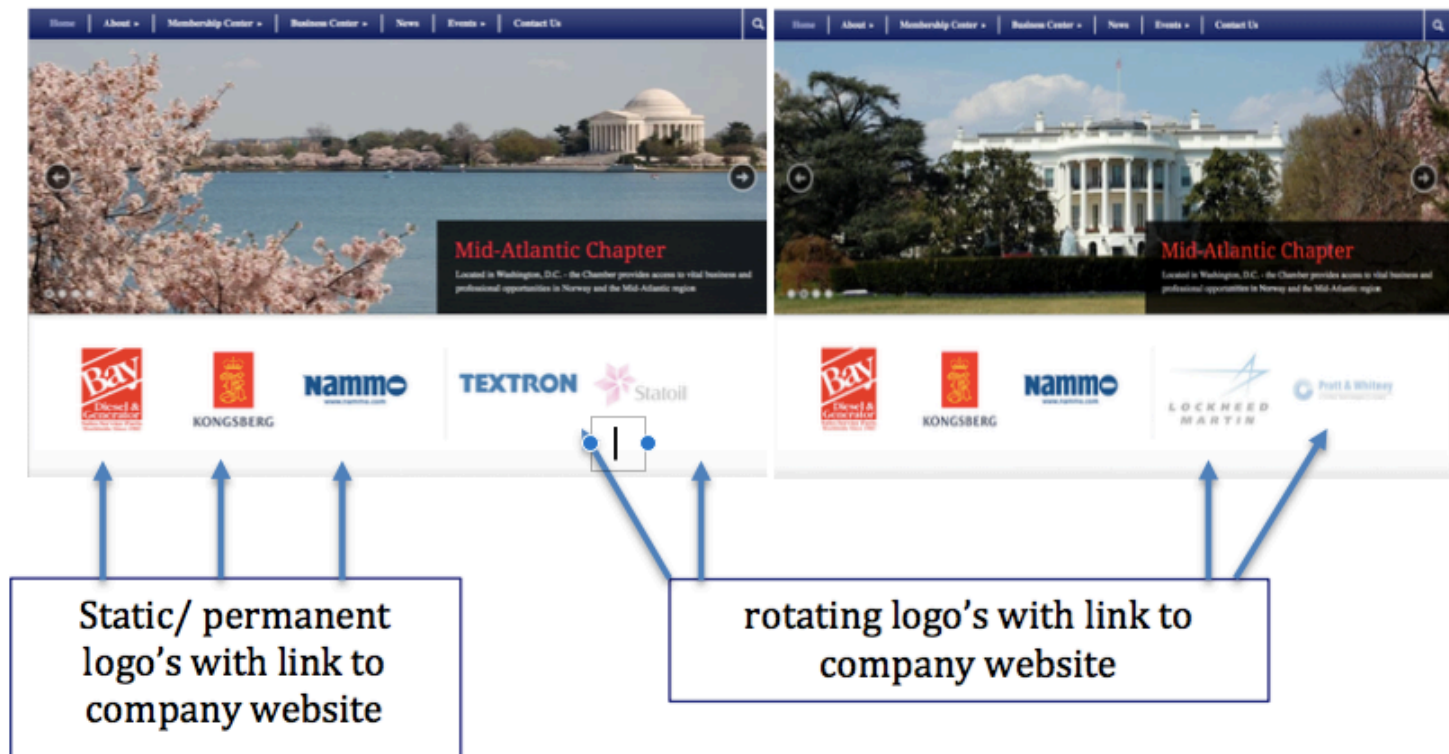 Home About » Membership Center » Business Center » News Events » Contact Us
Mid-Atlantic Chapter
Located in Washington, D.C. - the Chamber provides access to vital business and
professional opportunities in Norway and the Mid-Atlantic region
Bay
Diesel &
Generator
KONGSBERG
Nammo
www.nammo.com
TEXTRON
Statoil
Home About » Membership Center » Business Center » News Events » Contact Us
Mid-Atlantic Chapter
Located in Washington, D.C. - the Chamber provides access to vital business and
professional opportunities in Norway and the Mid-Atlantic region
Bay
Diesel &
Generator
KONGSBERG
Nammo
www.nammo.com
LOCKHEED
MARTIN
Pratt & Whitney
Static/ permanent
logo’s with link to
company website
rotating logo’s with link to
company website